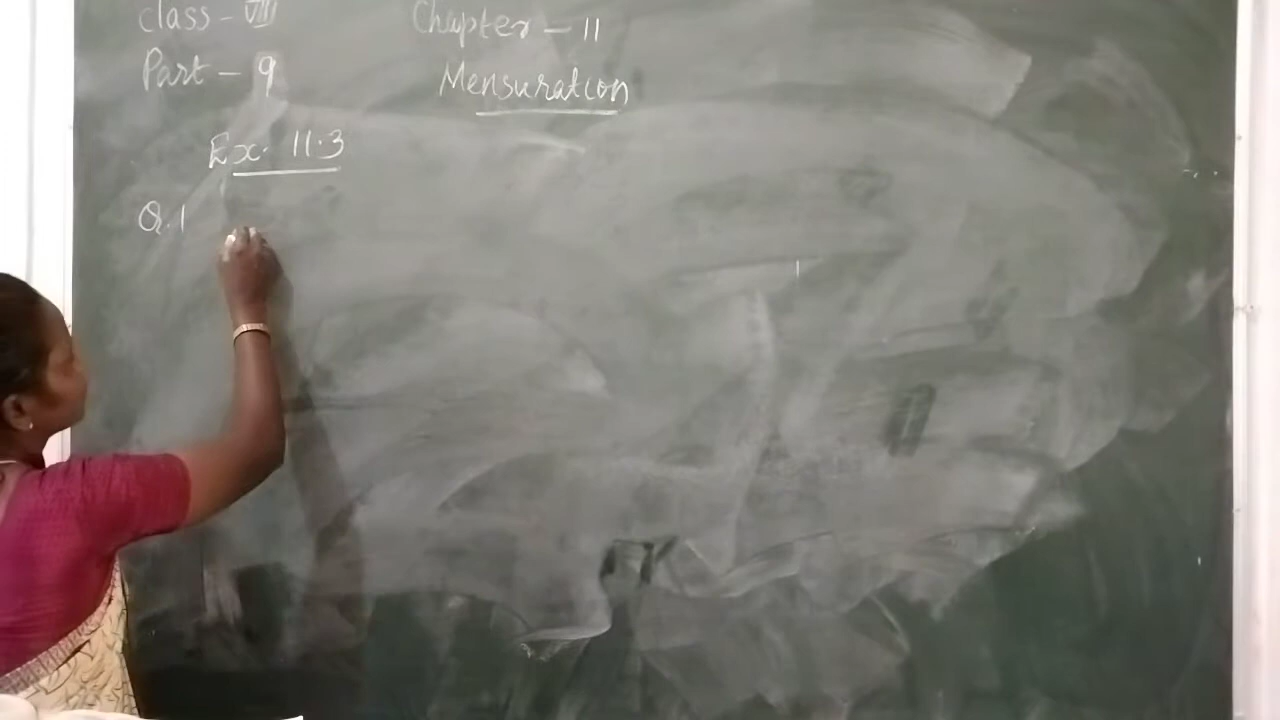 Class - VIII
Chapter - 11
Part - 9
Mensuration
Ex. 11.3
Q.1